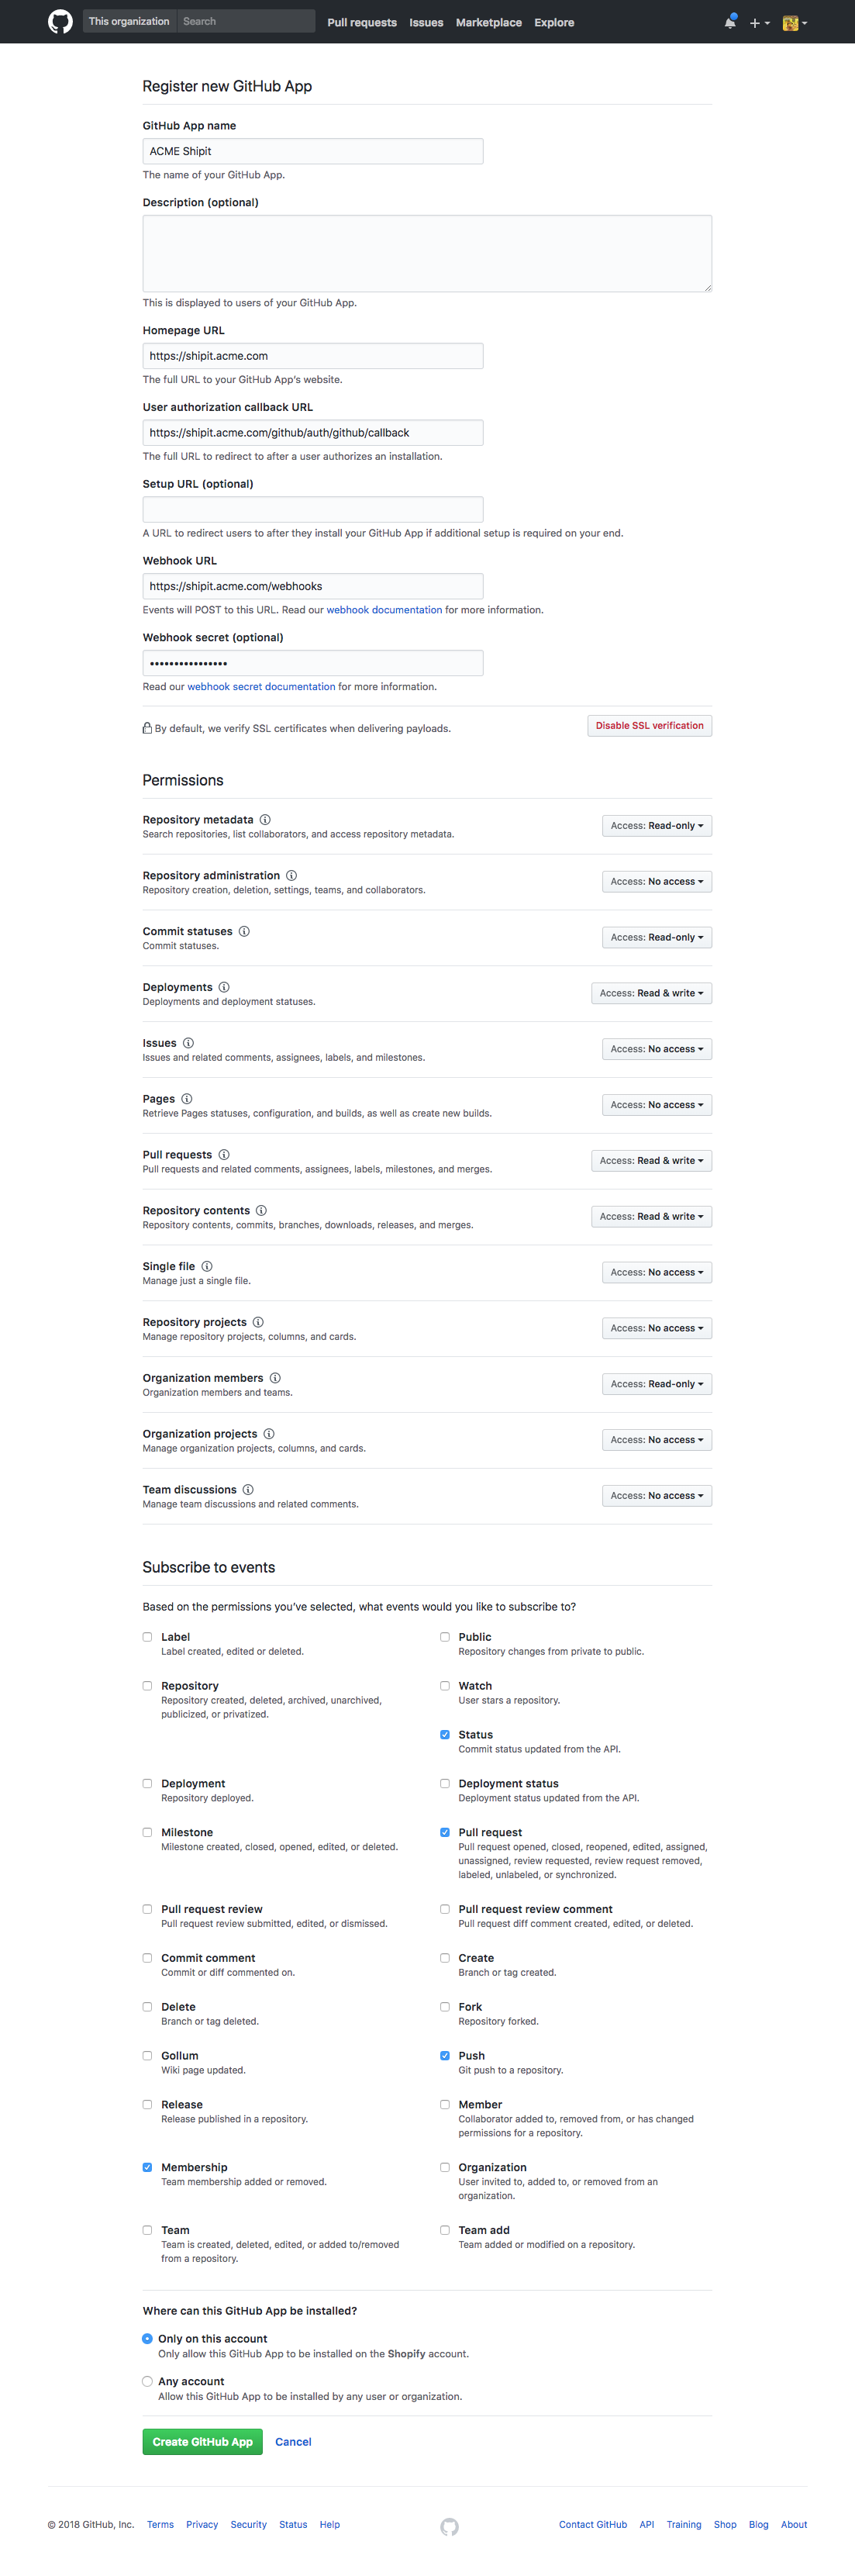 This organization Search Pull requests Issues Marketplace Explore
Register new GitHub App
GitHub App name
ACME Shipit
The name of your GitHub App.
Description (optional)
This is displayed to users of your GitHub App.
Homepage URL
https://shipit.acme.com
The full URL to your GitHub App's website.
User authorization callback URL
https://shipit.acme.com/github/auth/github/callback
The full URL to redirect to after a user authorizes an installation.
Setup URL (optional)
A URL to redirect users to after they install your GitHub App if additional setup is required on your end.
Webhook URL
https://shipit.acme.com/webhooks
Events will POST to this URL. Read our webhook documentation for more information.
Webhook secret (optional)
••••••••••••••••
Read our webhook secret documentation for more information.
By default, we verify SSL certificates when delivering payloads. Disable SSL verification
Permissions
Repository metadata
Search repositories, list collaborators, and access repository metadata.
Access: Read-only
Repository administration
Repository creation, deletion, settings, teams, and collaborators.
Access: No access
Commit statuses
Commit statuses.
Access: Read-only
Deployments
Deployments and deployment statuses.
Access: Read & write
Issues
Issues and related comments, assignees, labels, and milestones.
Access: No access
Pages
Retrieve Pages statuses, configuration, and builds, as well as create new builds.
Access: No access
Pull requests
Pull requests and related comments, assignees, labels, milestones, and merges.
Access: Read & write
Repository contents
Repository contents, commits, branches, downloads, releases, and merges.
Access: Read & write
Single file
Manage just a single file.
Access: No access
Repository projects
Manage repository projects, columns, and cards.
Access: No access
Organization members
Organization members and teams.
Access: Read-only
Organization projects
Manage organization projects, columns, and cards.
Access: No access
Team discussions
Manage team discussions and related comments.
Access: No access
Subscribe to events
Based on the permissions you've selected, what events would you like to subscribe to?
Label
Label created, edited or deleted.
Public
Repository changes from private to public.
Repository
Repository created, deleted, archived, unarchived,
publicized, or privatized.
Watch
User stars a repository.
Status
Commit status updated from the API.
Deployment
Repository deployed.
Deployment status
Deployment status updated from the API.
Milestone
Milestone created, closed, opened, edited, or deleted.
Pull request
Pull request opened, closed, reopened, edited, assigned,
unassigned, review requested, review request removed,
labeled, unlabeled, or synchronized.
Pull request review
Pull request review submitted, edited, or dismissed.
Pull request review comment
Pull request diff comment created, edited, or deleted.
Commit comment
Commit or diff commented on.
Create
Branch or tag created.
Delete
Branch or tag deleted.
Fork
Repository forked.
Gollum
Wiki page updated.
Push
Git push to a repository.
Release
Release published in a repository.
Member
Collaborator added to, removed from, or has changed
permissions for a repository.
Membership
Team membership added or removed.
Organization
User invited to, added to, or removed from an
organization.
Team
Team is created, deleted, edited, or added to/removed
from a repository.
Team add
Team added or modified on a repository.
Where can this GitHub App be installed?
Only on this account
Only allow this GitHub App to be installed on the Shopify account.
Any account
Allow this GitHub App to be installed by any user or organization.
Create GitHub App Cancel
© 2018 GitHub, Inc. Terms Privacy Security Status Help Contact GitHub API Training Shop Blog About